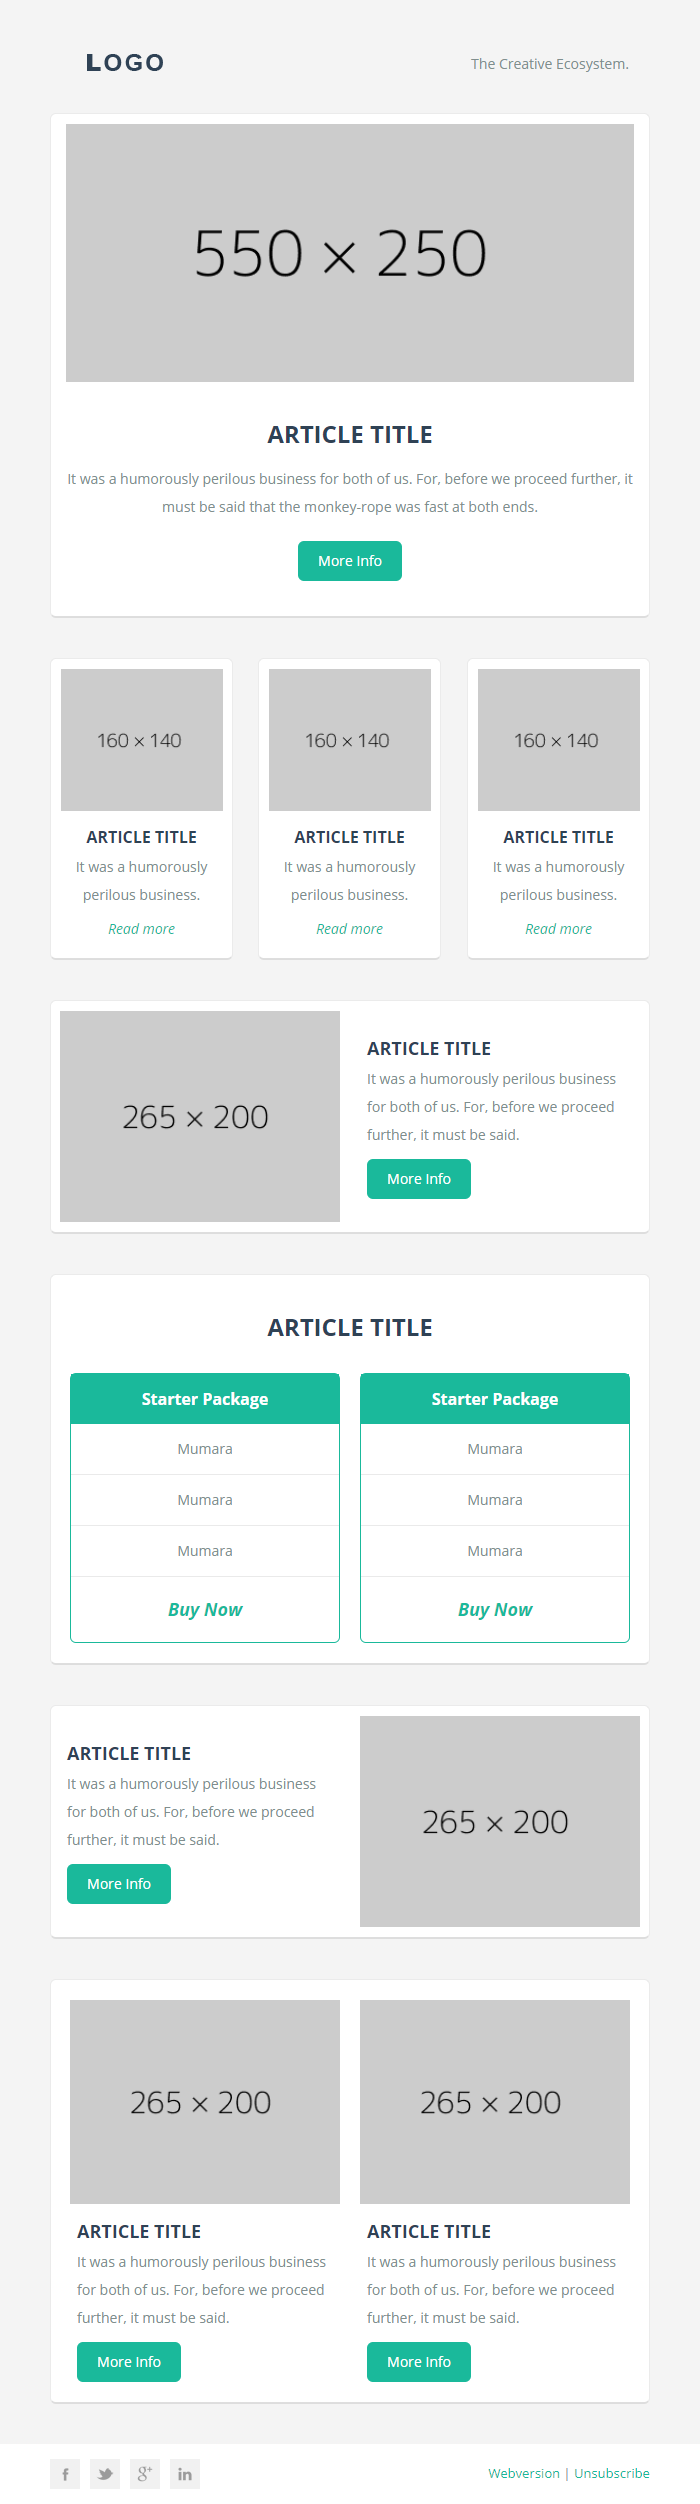 LOGO
The Creative Ecosystem.
550 × 250
ARTICLE TITLE
It was a humorously perilous business for both of us. For, before we proceed further, it
must be said that the monkey-rope was fast at both ends.
More Info
160 × 140
ARTICLE TITLE
It was a humorously
perilous business.
Read more
160 × 140
ARTICLE TITLE
It was a humorously
perilous business.
Read more
160 × 140
ARTICLE TITLE
It was a humorously
perilous business.
Read more
265 × 200
ARTICLE TITLE
It was a humorously perilous business
for both of us. For, before we proceed
further, it must be said.
More Info
ARTICLE TITLE
Starter Package
Mumara
Mumara
Mumara
Buy Now
Starter Package
Mumara
Mumara
Mumara
Buy Now
ARTICLE TITLE
It was a humorously perilous business
for both of us. For, before we proceed
further, it must be said.
More Info
265 × 200
265 × 200
ARTICLE TITLE
It was a humorously perilous business
for both of us. For, before we proceed
further, it must be said.
More Info
265 × 200
ARTICLE TITLE
It was a humorously perilous business
for both of us. For, before we proceed
further, it must be said.
More Info
f
g+
in
Webversion | Unsubscribe